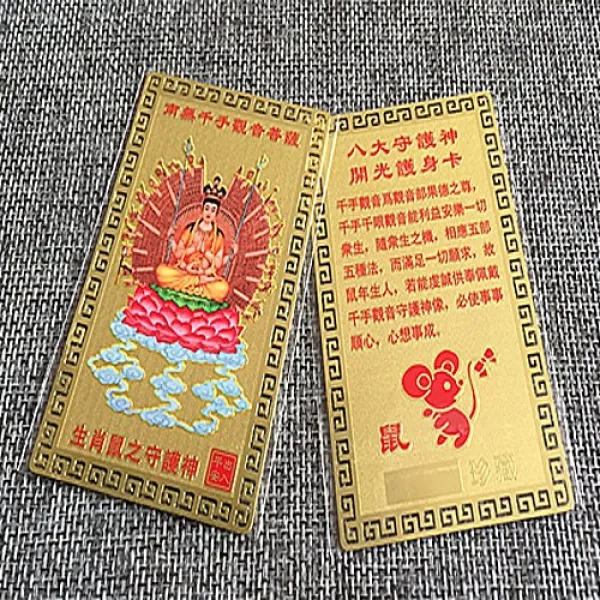 南無千手觀音菩薩
生肖鼠之守護神
出入
平安
八大守護神
開光護身卡
千手觀音爲觀音部果德之尊,
千手千眼觀音能利益安樂一切
衆生,隨衆生之機,相應五部
五種法,而滿足一切願求,故
鼠年生人,若能虔誠供奉佩戴
千手觀音守護神像,必使事事
順心,心想事成。
鼠
珍藏